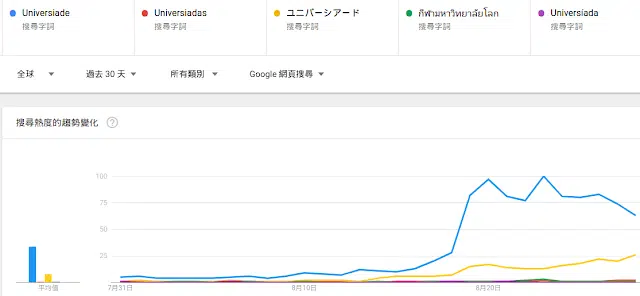 Universiade
搜尋字詞
Universiadas
搜尋字詞
ユニバーシアード
搜尋字詞
กีฬามหาวิทยาลัยโลก
搜尋字詞
Universiada
搜尋字詞
全球
過去 30 天
所有類別
Google 網頁搜尋
搜尋熱度的趨勢變化
?
100
75
50
25
平均值
7月31日
8月10日
8月20日